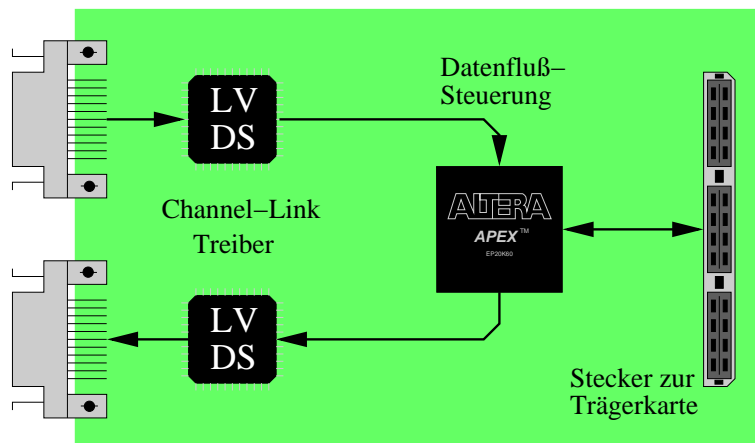 LV
DS
Datenfluß–
Steuerung
Channel–Link
Treiber
ALTERA
APEX™
EP20K60
LV
DS
Stecker zur
Trägerkarte